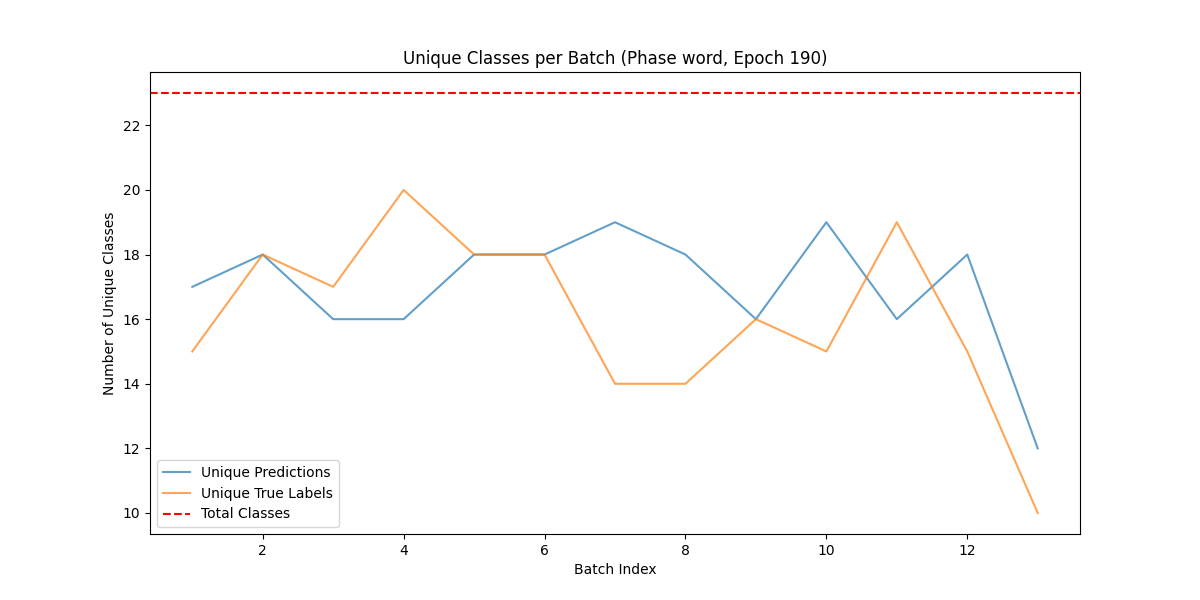 Unique Classes per Batch (Phase word, Epoch 190)
Number of Unique Classes
22
20
18
16
14
12
10
Unique Predictions
Unique True Labels
Total Classes
2 4 6 8 10 12
Batch Index